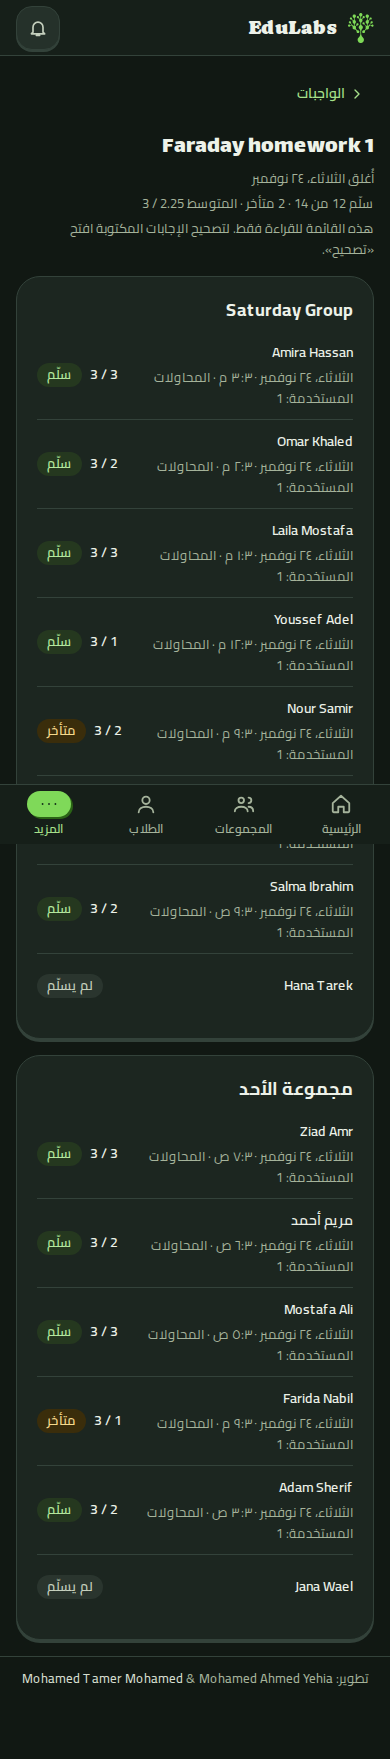 EduLabs
الواجبات
Faraday homework 1
أُغلق الثلاثاء، ٢٤ نوفمبر
سلّم 12 من 14 · 2 متأخر · المتوسط 2.25 / 3
هذه القائمة للقراءة فقط. لتصحيح الإجابات المكتوبة افتح
«تصحيح».
Saturday Group
Amira Hassan
الثلاثاء، ٢٤ نوفمبر ٣:٣٠ م · المحاولات
المستخدمة: 1
3 / 3
سلّم
Omar Khaled
الثلاثاء، ٢٤ نوفمبر ٢:٣٠ م · المحاولات
المستخدمة: 1
3 / 2
سلّم
Laila Mostafa
الثلاثاء، ٢٤ نوفمبر ١:٣٠ م · المحاولات
المستخدمة: 1
3 / 3
سلّم
Youssef Adel
الثلاثاء، ٢٤ نوفمبر ١٢:٣٠ م · المحاولات
المستخدمة: 1
3 / 1
سلّم
Nour Samir
الثلاثاء، ٢٤ نوفمبر ٩:٣٠ م · المحاولات
المستخدمة: 1
3 / 2
متأخر
الرئيسية
المجموعات
الطلاب
المزيد
Salma Ibrahim
الثلاثاء، ٢٤ نوفمبر ٩:٣٠ ص · المحاولات
المستخدمة: 1
3 / 2
سلّم
Hana Tarek
لم يسلّم
مجموعة الأحد
Ziad Amr
الثلاثاء، ٢٤ نوفمبر ٧:٣٠ ص · المحاولات
المستخدمة: 1
3 / 3
سلّم
مريم أحمد
الثلاثاء، ٢٤ نوفمبر ٦:٣٠ ص · المحاولات
المستخدمة: 1
3 / 2
سلّم
Mostafa Ali
الثلاثاء، ٢٤ نوفمبر ٥:٣٠ ص · المحاولات
المستخدمة: 1
3 / 3
سلّم
Farida Nabil
الثلاثاء، ٢٤ نوفمبر ٩:٣٠ م · المحاولات
المستخدمة: 1
3 / 1
متأخر
Adam Sherif
الثلاثاء، ٢٤ نوفمبر ٣:٣٠ ص · المحاولات
المستخدمة: 1
3 / 2
سلّم
Jana Wael
لم يسلّم
تطوير: Mohamed Tamer Mohamed & Mohamed Ahmed Yehia